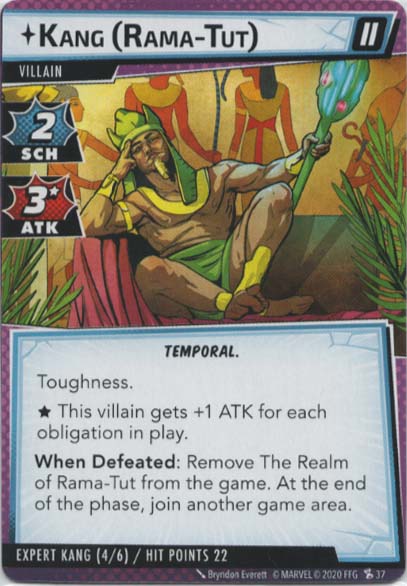 KANG (RAMA-TUT)
II
VILLAIN
2
SCH
3★
ATK
TEMPORAL.
Toughness.
★ This villain gets +1 ATK for each
obligation in play.
When Defeated: Remove The Realm
of Rama-Tut from the game. At the end
of the phase, join another game area.
EXPERT KANG (4/6) / HIT POINTS 22
Bryndon Everett © MARVEL © 2020 FFG 37